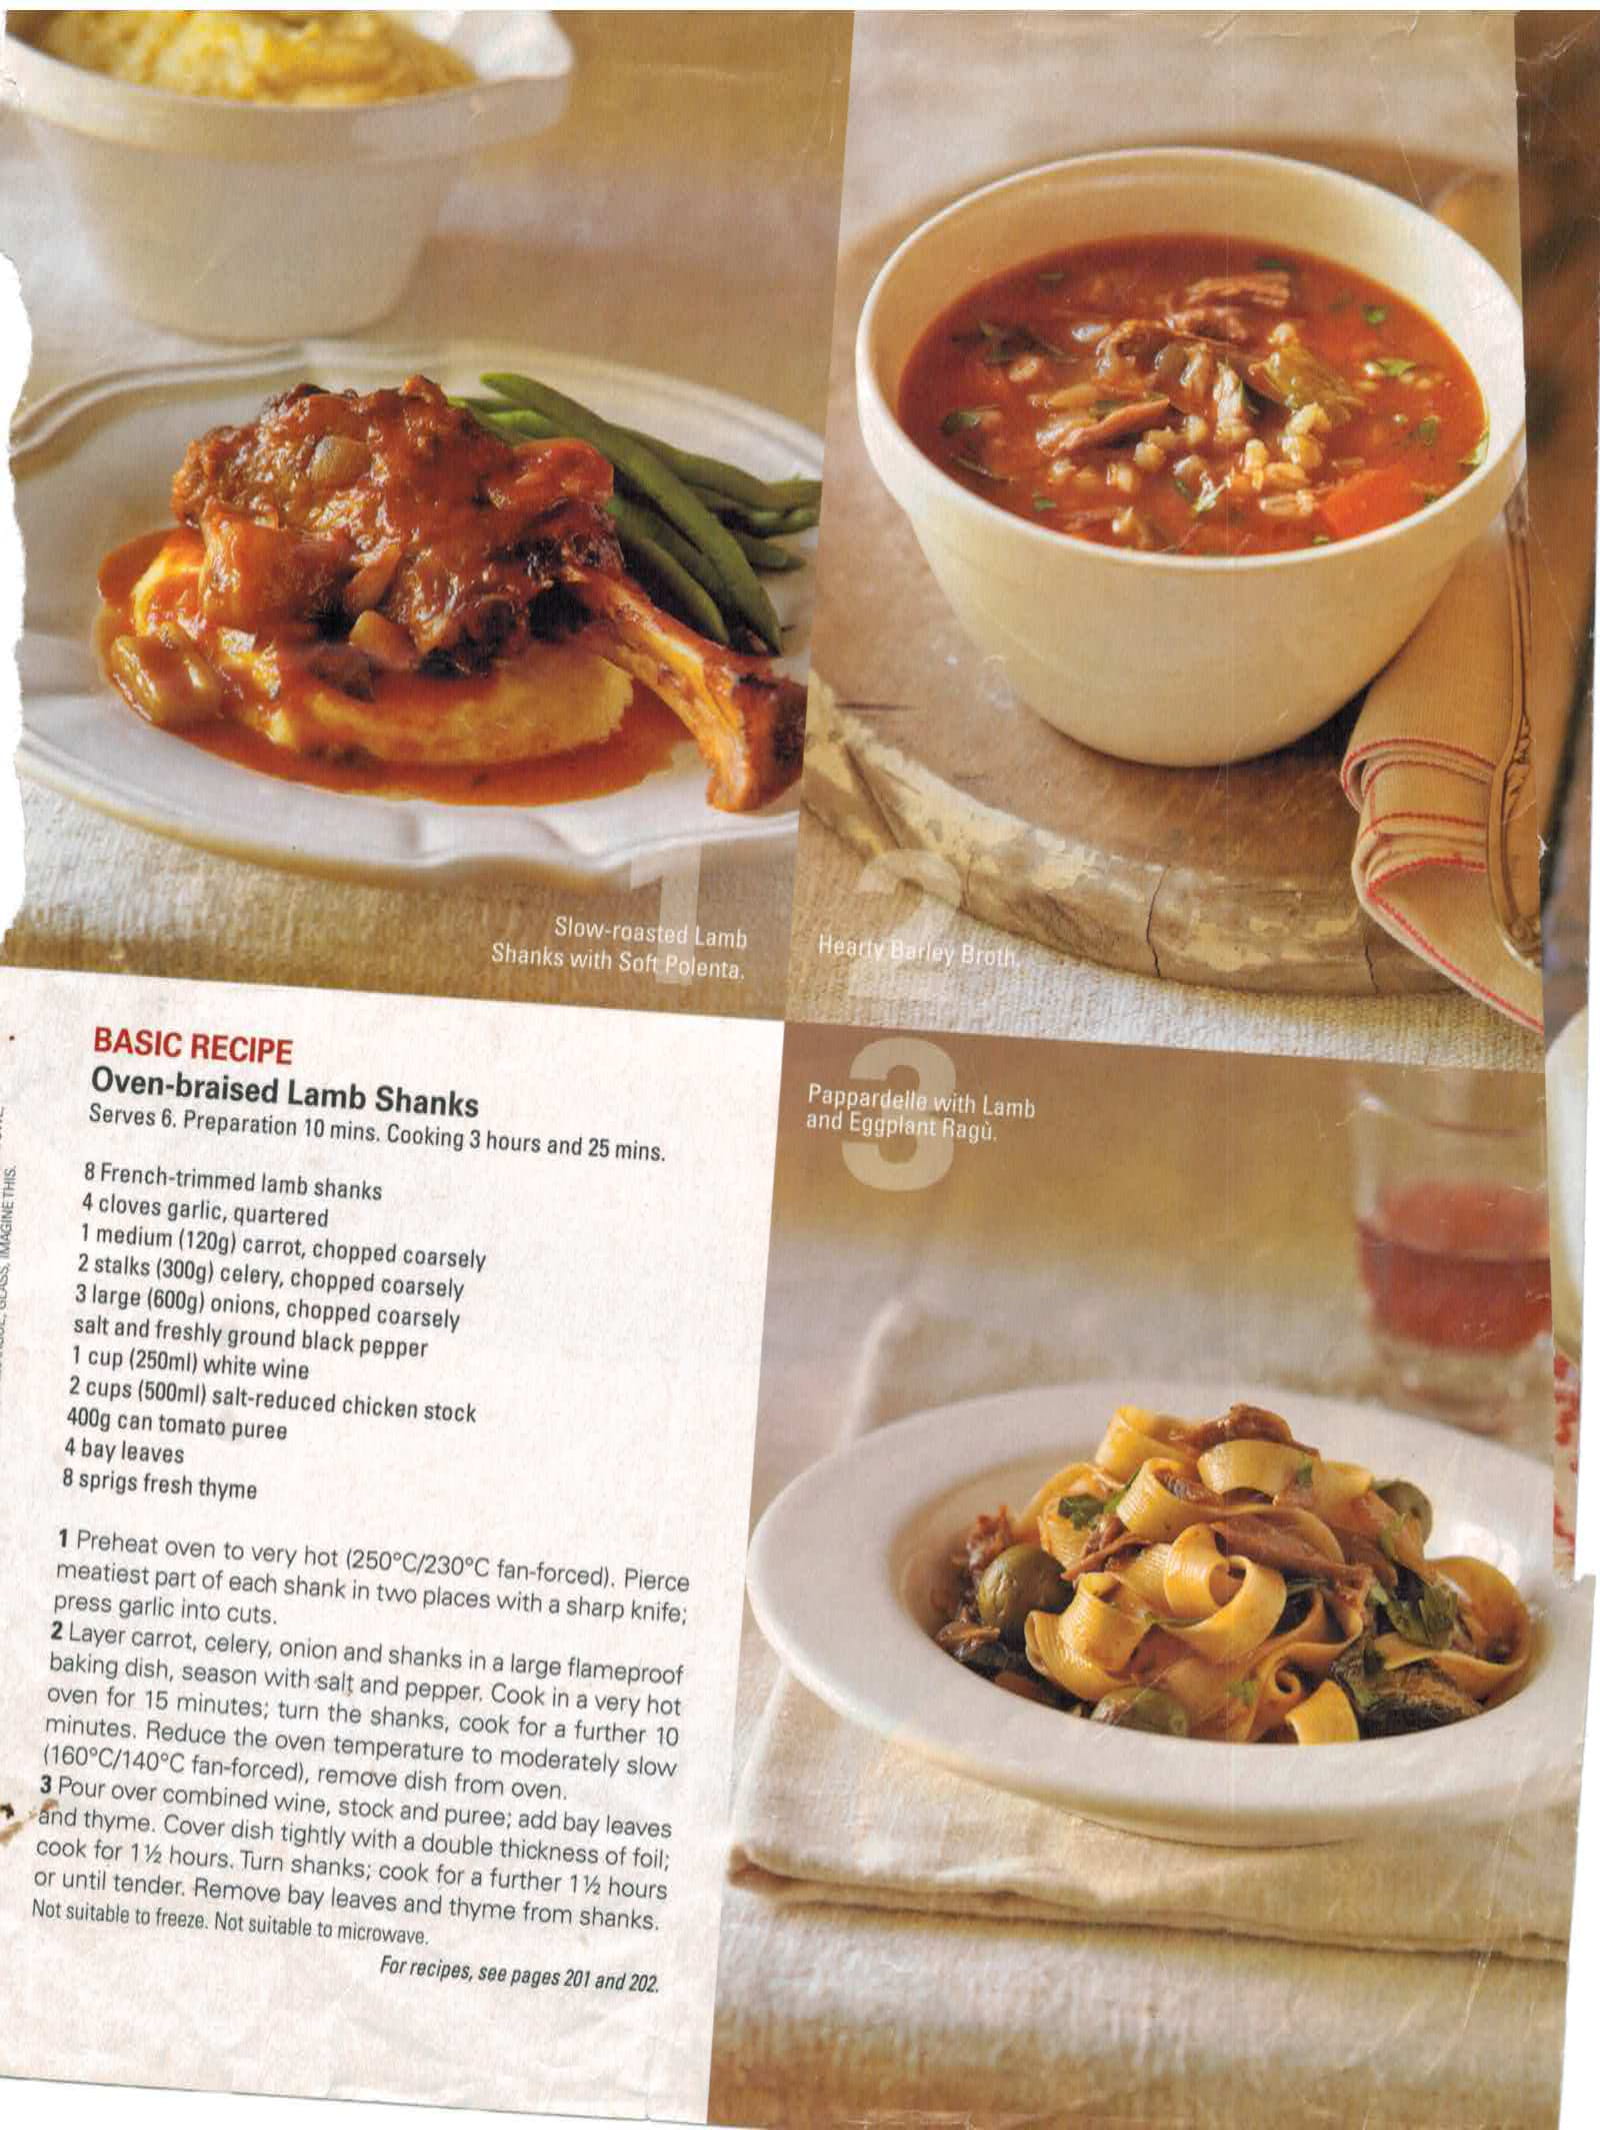 1
Slow-roasted Lamb
Shanks with Soft Polenta.
2
Hearty Barley Broth.
BASIC RECIPE
Oven-braised Lamb Shanks
Serves 6. Preparation 10 mins. Cooking 3 hours and 25 mins.
8 French-trimmed lamb shanks
4 cloves garlic, quartered
1 medium (120g) carrot, chopped coarsely
2 stalks (300g) celery, chopped coarsely
3 large (600g) onions, chopped coarsely
salt and freshly ground black pepper
1 cup (250ml) white wine
2 cups (500ml) salt-reduced chicken stock
400g can tomato puree
4 bay leaves
8 sprigs fresh thyme
1 Preheat oven to very hot (250°C/230°C fan-forced). Pierce
meatiest part of each shank in two places with a sharp knife;
press garlic into cuts.
2 Layer carrot, celery, onion and shanks in a large flameproof
baking dish, season with salt and pepper. Cook in a very hot
oven for 15 minutes; turn the shanks, cook for a further 10
minutes. Reduce the oven temperature to moderately slow
(160°C/140°C fan-forced), remove dish from oven.
3 Pour over combined wine, stock and puree; add bay leaves
and thyme. Cover dish tightly with a double thickness of foil;
cook for 1½ hours. Turn shanks; cook for a further 1½ hours
or until tender. Remove bay leaves and thyme from shanks.
Not suitable to freeze. Not suitable to microwave.
For recipes, see pages 201 and 202.
3
Pappardelle with Lamb
and Eggplant Ragù.
GLASS, IMAGINE THIS.